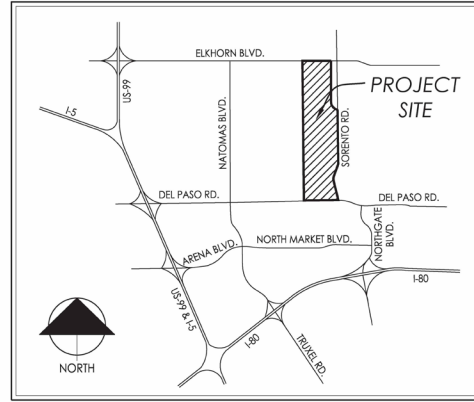 ELKHORN BLVD.
US-99
I-5
NATOMAS BLVD.
PROJECT
SITE
SORENTO RD.
DEL PASO RD.
DEL PASO RD.
NORTHGATE
BLVD.
NORTH MARKET BLVD.
ARENA BLVD.
I-80
US-99 & I-5
I-80
TRUXEL RD.
NORTH